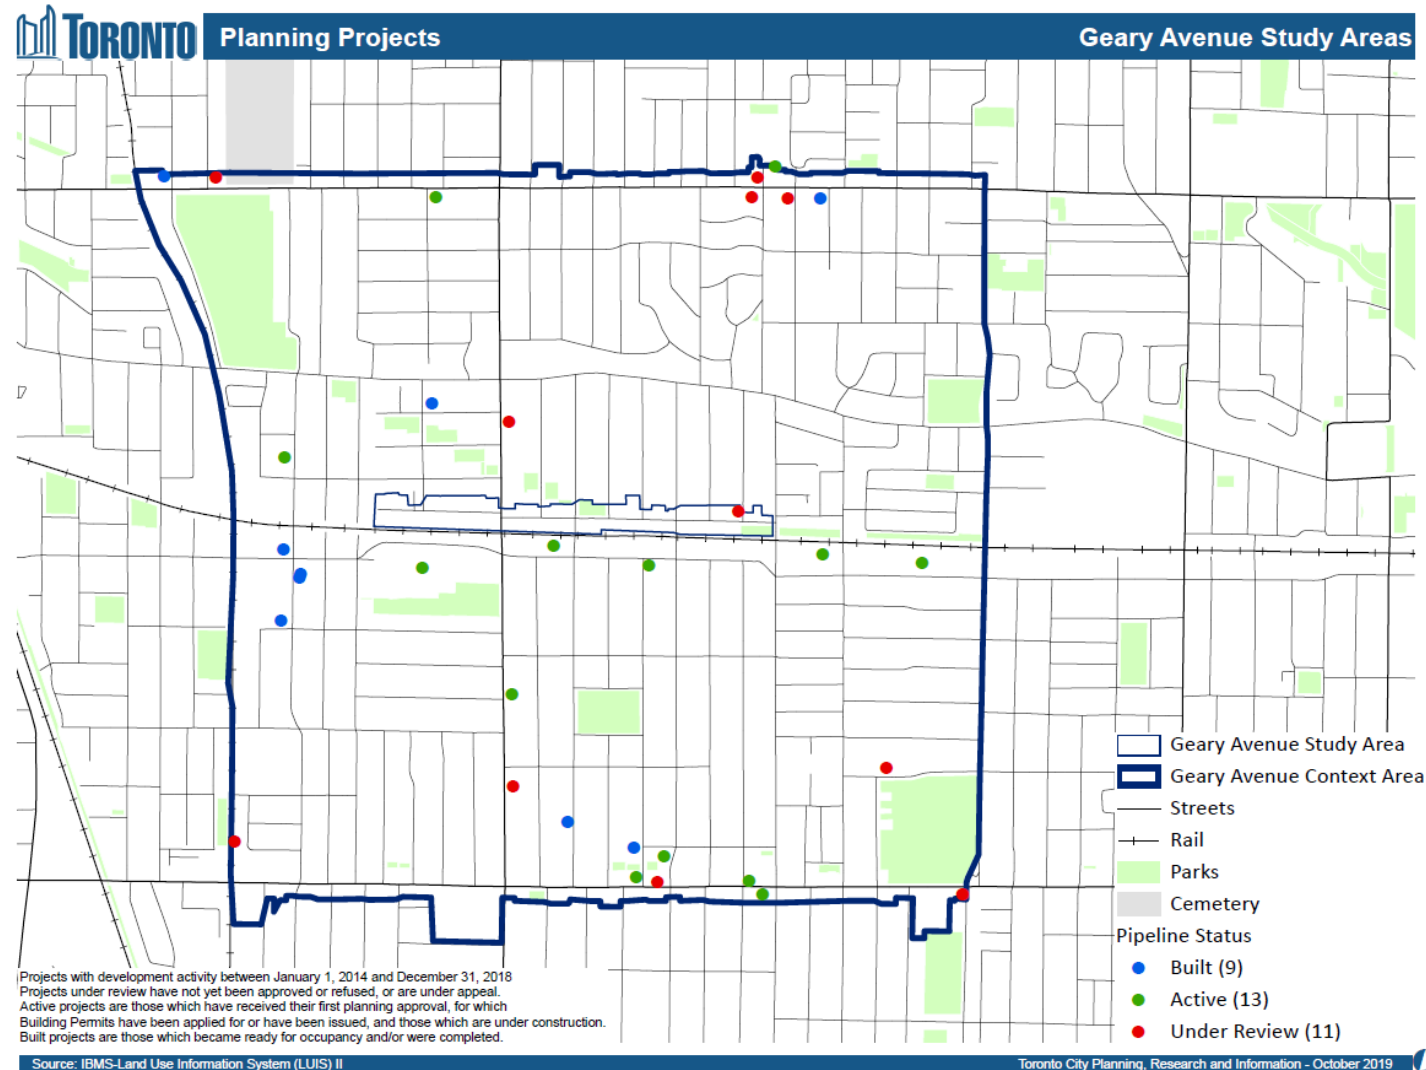 TORONTO
Planning Projects
Geary Avenue Study Areas
Geary Avenue Study Area
Geary Avenue Context Area
Streets
Rail
Parks
Cemetery
Pipeline Status
Built (9)
Active (13)
Under Review (11)
Projects with development activity between January 1, 2014 and December 31, 2018
Projects under review have not yet been approved or refused, or are under appeal.
Active projects are those which have received their first planning approval, for which
Building Permits have been applied for or have been issued, and those which are under construction.
Built projects are those which became ready for occupancy and/or were completed.
Source: IBMS-Land Use Information System (LUIS) II
Toronto City Planning, Research and Information - October 2019